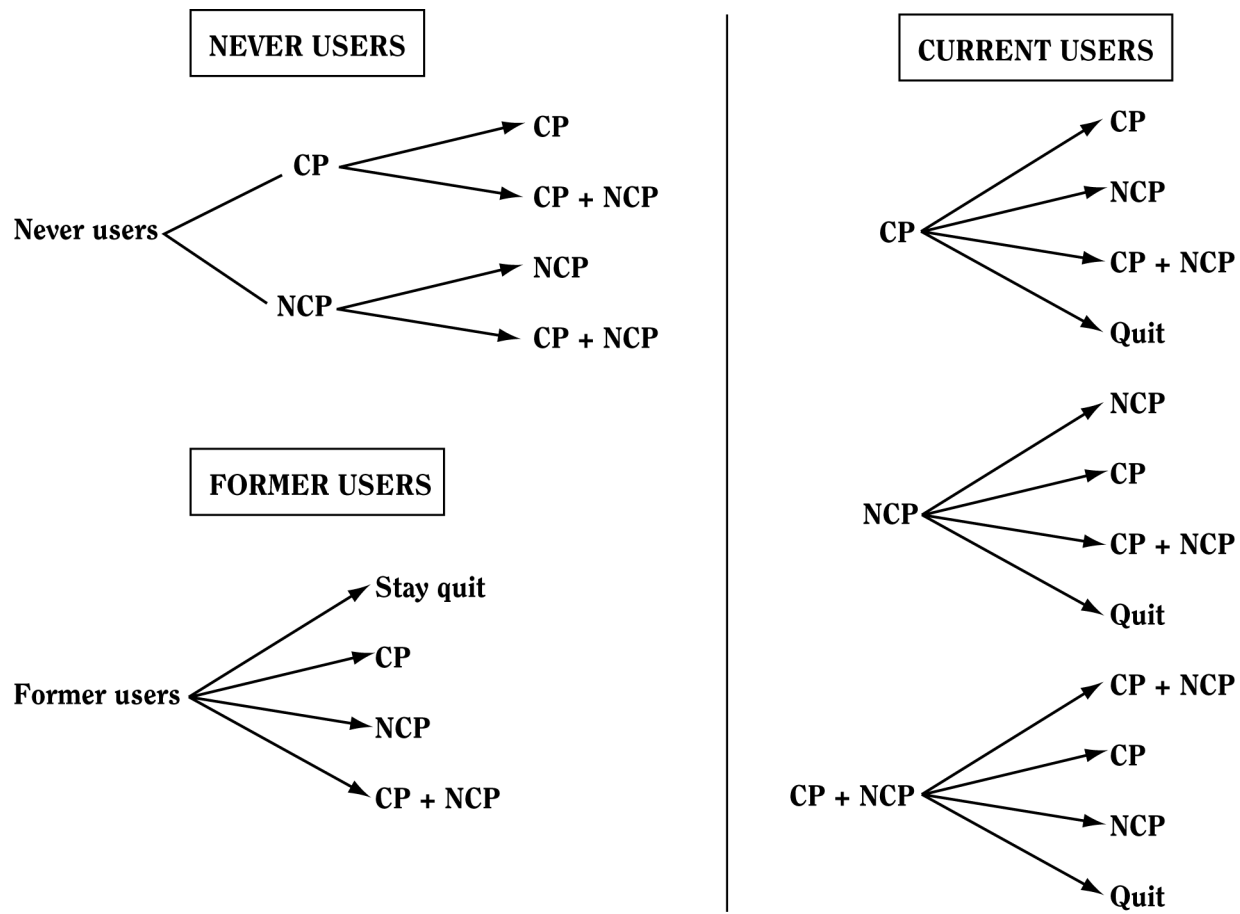 NEVER USERS
CP
CP
CP + NCP
Never users
NCP
NCP
CP + NCP
FORMER USERS
Stay quit
CP
Former users
NCP
CP + NCP
CURRENT USERS
CP
NCP
CP
CP + NCP
Quit
NCP
CP
NCP
CP + NCP
Quit
CP + NCP
CP
CP + NCP
NCP
Quit